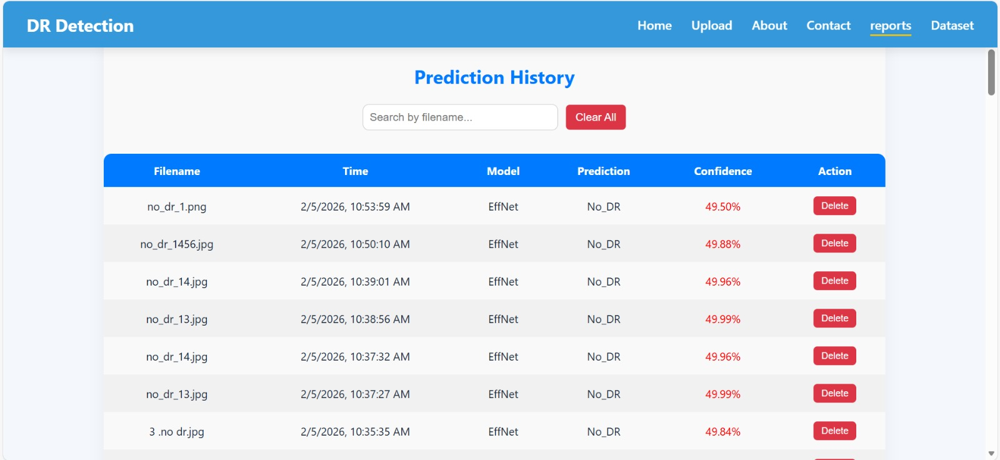 DR Detection Home Upload About Contact reports Dataset
Prediction History
Search by filename... Clear All
Filename Time Model Prediction Confidence Action
no_dr_1.png 2/5/2026, 10:53:59 AM EffNet No_DR 49.50% Delete
no_dr_1456.jpg 2/5/2026, 10:50:10 AM EffNet No_DR 49.88% Delete
no_dr_14.jpg 2/5/2026, 10:39:01 AM EffNet No_DR 49.96% Delete
no_dr_13.jpg 2/5/2026, 10:38:56 AM EffNet No_DR 49.99% Delete
no_dr_14.jpg 2/5/2026, 10:37:32 AM EffNet No_DR 49.96% Delete
no_dr_13.jpg 2/5/2026, 10:37:27 AM EffNet No_DR 49.99% Delete
3 .no dr.jpg 2/5/2026, 10:35:35 AM EffNet No_DR 49.84% Delete